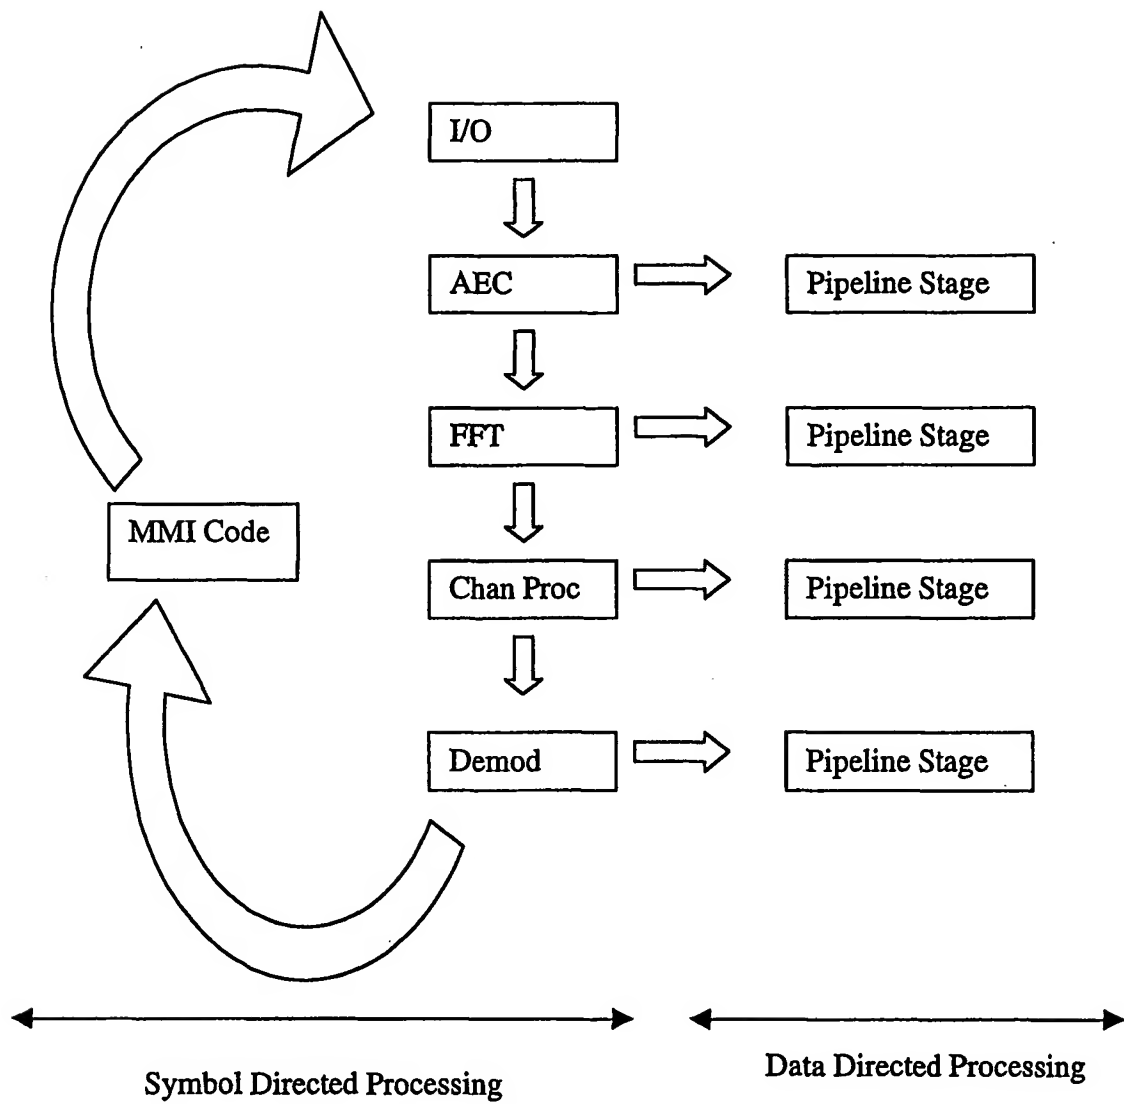 I/O
AEC
Pipeline Stage
FFT
Pipeline Stage
MMI Code
Chan Proc
Pipeline Stage
Demod
Pipeline Stage
Symbol Directed Processing
Data Directed Processing